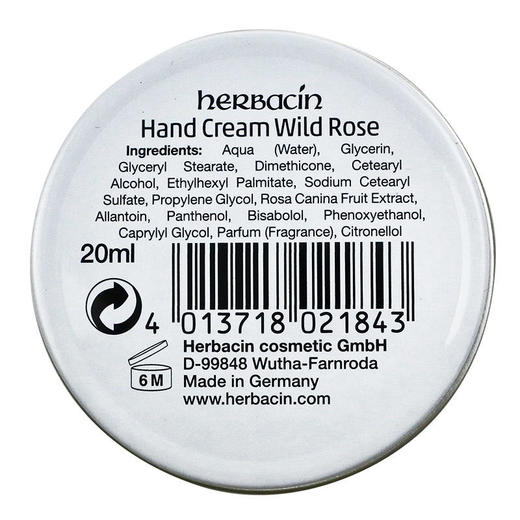 herbacin
Hand Cream Wild Rose
Ingredients: Aqua (Water), Glycerin,
Glyceryl Stearate, Dimethicone, Cetearyl
Alcohol, Ethylhexyl Palmitate, Sodium Cetearyl
Sulfate, Propylene Glycol, Rosa Canina Fruit Extract,
Allantoin, Panthenol, Bisabolol, Phenoxyethanol,
Caprylyl Glycol, Parfum (Fragrance), Citronellol
20ml
4 013718 021843
Herbacin cosmetic GmbH
D-99848 Wutha-Farnroda
6 M
Made in Germany
www.herbacin.com